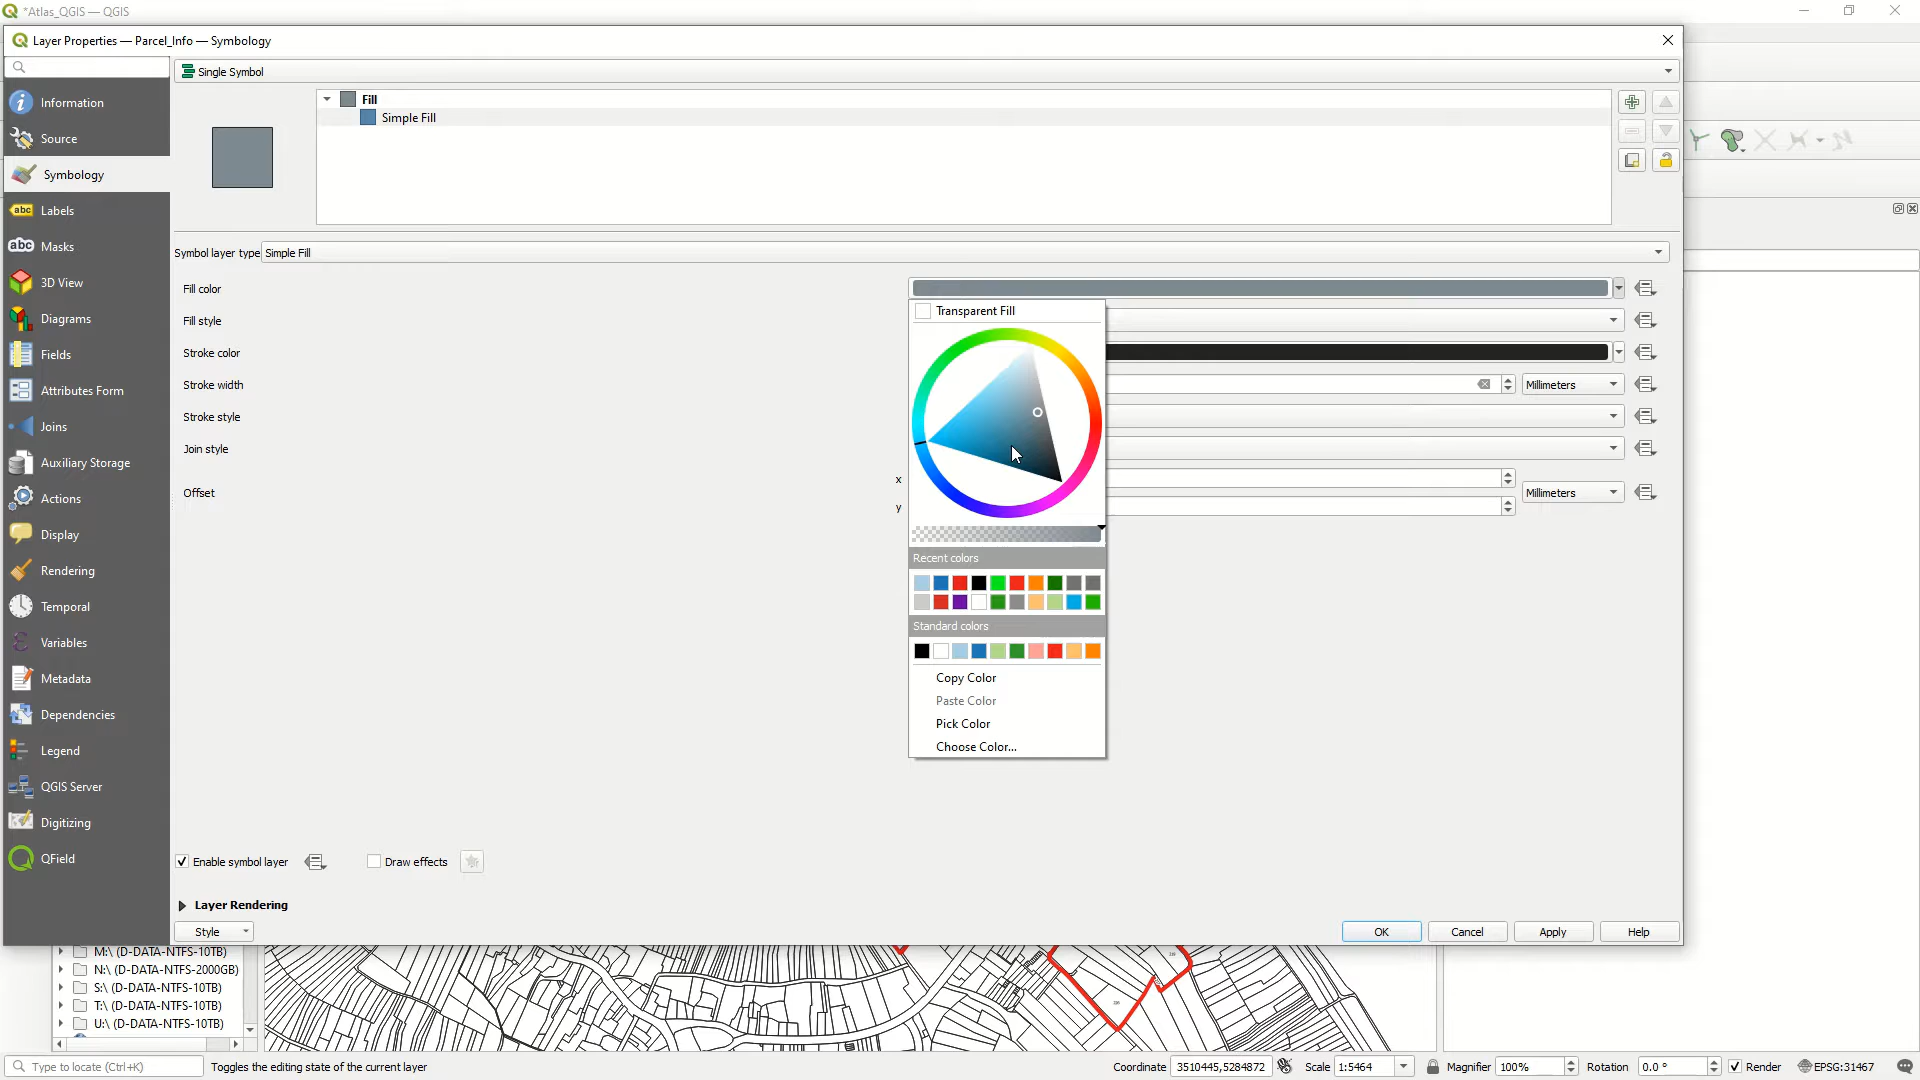 *Atlas_QGIS — QGIS
Layer Properties — Parcel_Info — Symbology
Information
Source
Symbology
Labels
Masks
3D View
Diagrams
Fields
Attributes Form
Joins
Auxiliary Storage
Actions
Display
Rendering
Temporal
Variables
Metadata
Dependencies
Legend
QGIS Server
Digitizing
QField
Single Symbol
Fill
Simple Fill
Symbol layer type Simple Fill
Fill color
Fill style
Stroke color
Stroke width Millimeters
Stroke style
Join style
Offset x y Millimeters
Transparent Fill
Recent colors
Standard colors
Copy Color
Paste Color
Pick Color
Choose Color...
Enable symbol layer Draw effects
Layer Rendering
Style OK Cancel Apply Help
M:\ (D-DATA-NTFS-10TB)
N:\ (D-DATA-NTFS-2000GB)
S:\ (D-DATA-NTFS-10TB)
T:\ (D-DATA-NTFS-10TB)
U:\ (D-DATA-NTFS-10TB)
Type to locate (Ctrl+K) Toggles the editing state of the current layer Coordinate 3510445,5284872 Scale 1:5464 Magnifier 100% Rotation 0.0 ° Render EPSG:31467